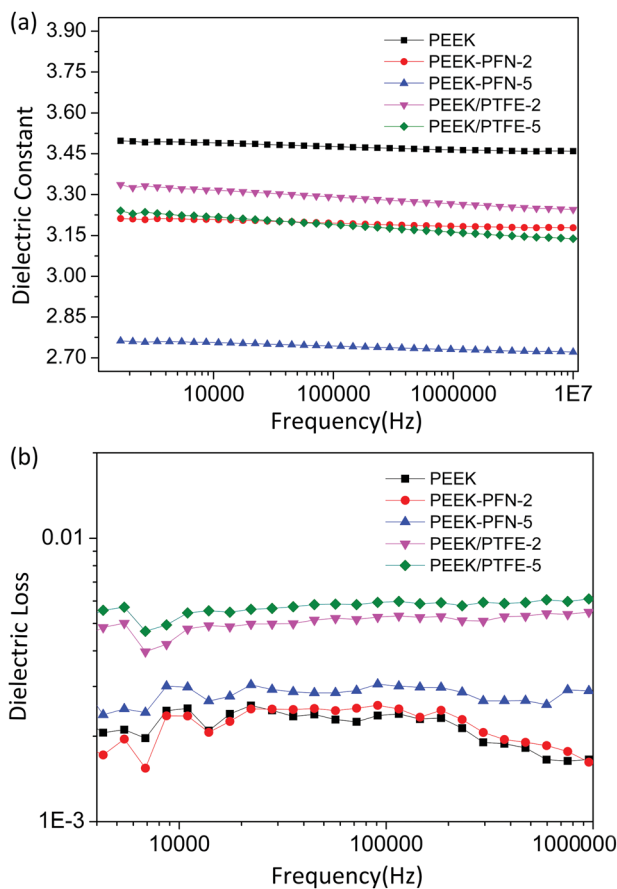 (a)
3.90
3.75
3.60
3.45
3.30
3.15
3.00
2.85
2.70
Dielectric Constant
PEEK
PEEK-PFN-2
PEEK-PFN-5
PEEK/PTFE-2
PEEK/PTFE-5
10000 100000 1000000 1E7
Frequency(Hz)
(b)
0.01
1E-3
Dielectric Loss
PEEK
PEEK-PFN-2
PEEK-PFN-5
PEEK/PTFE-2
PEEK/PTFE-5
10000 100000 1000000
Frequency(Hz)